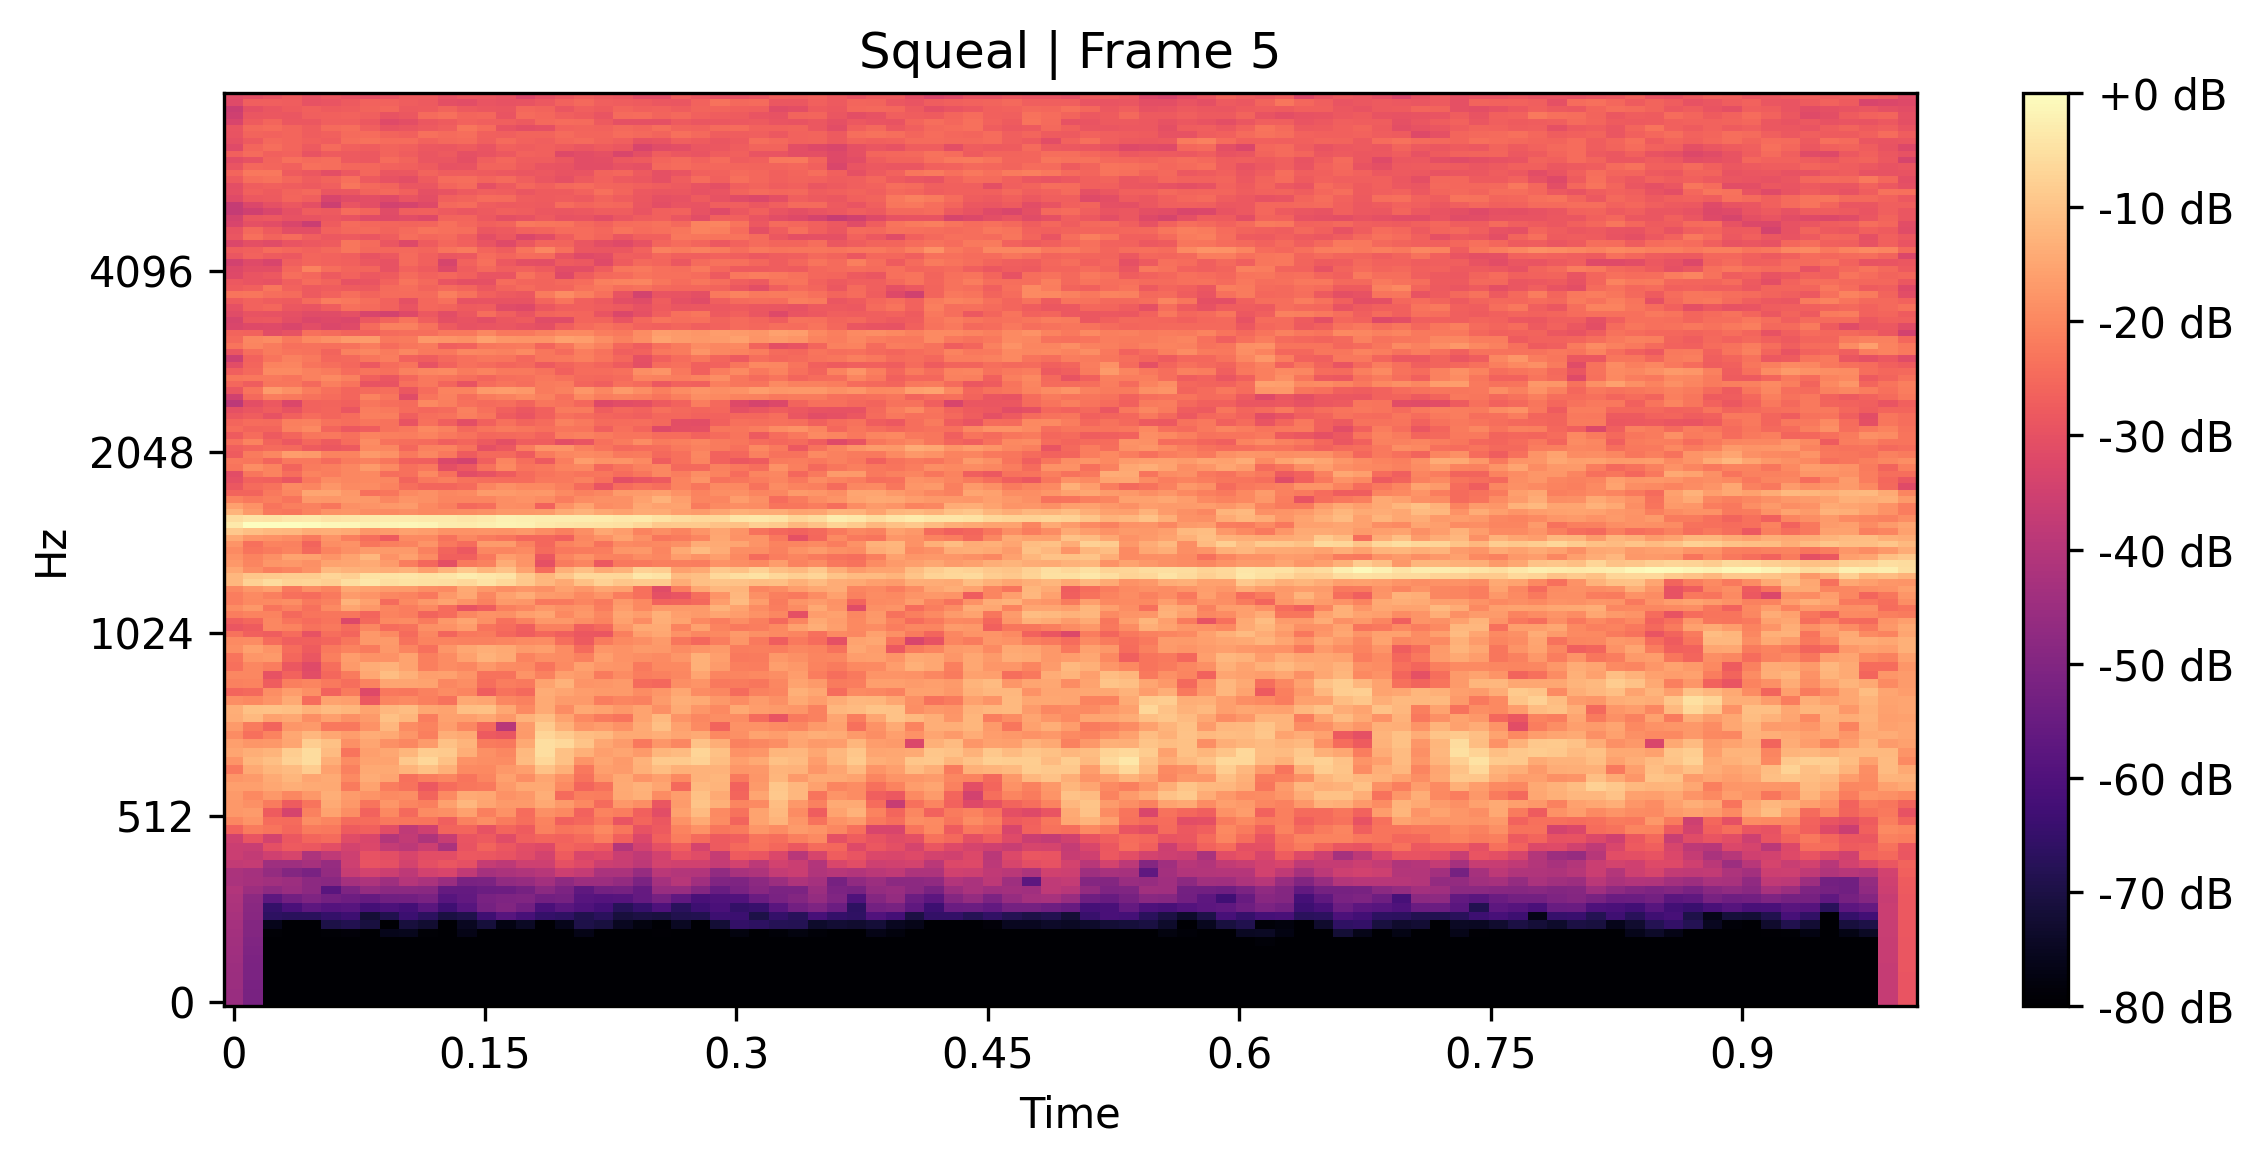 Squeal | Frame 5
+0 dB
-10 dB
-20 dB
-30 dB
-40 dB
-50 dB
-60 dB
-70 dB
-80 dB
Hz
4096
2048
1024
512
0
0 0.15 0.3 0.45 0.6 0.75 0.9
Time